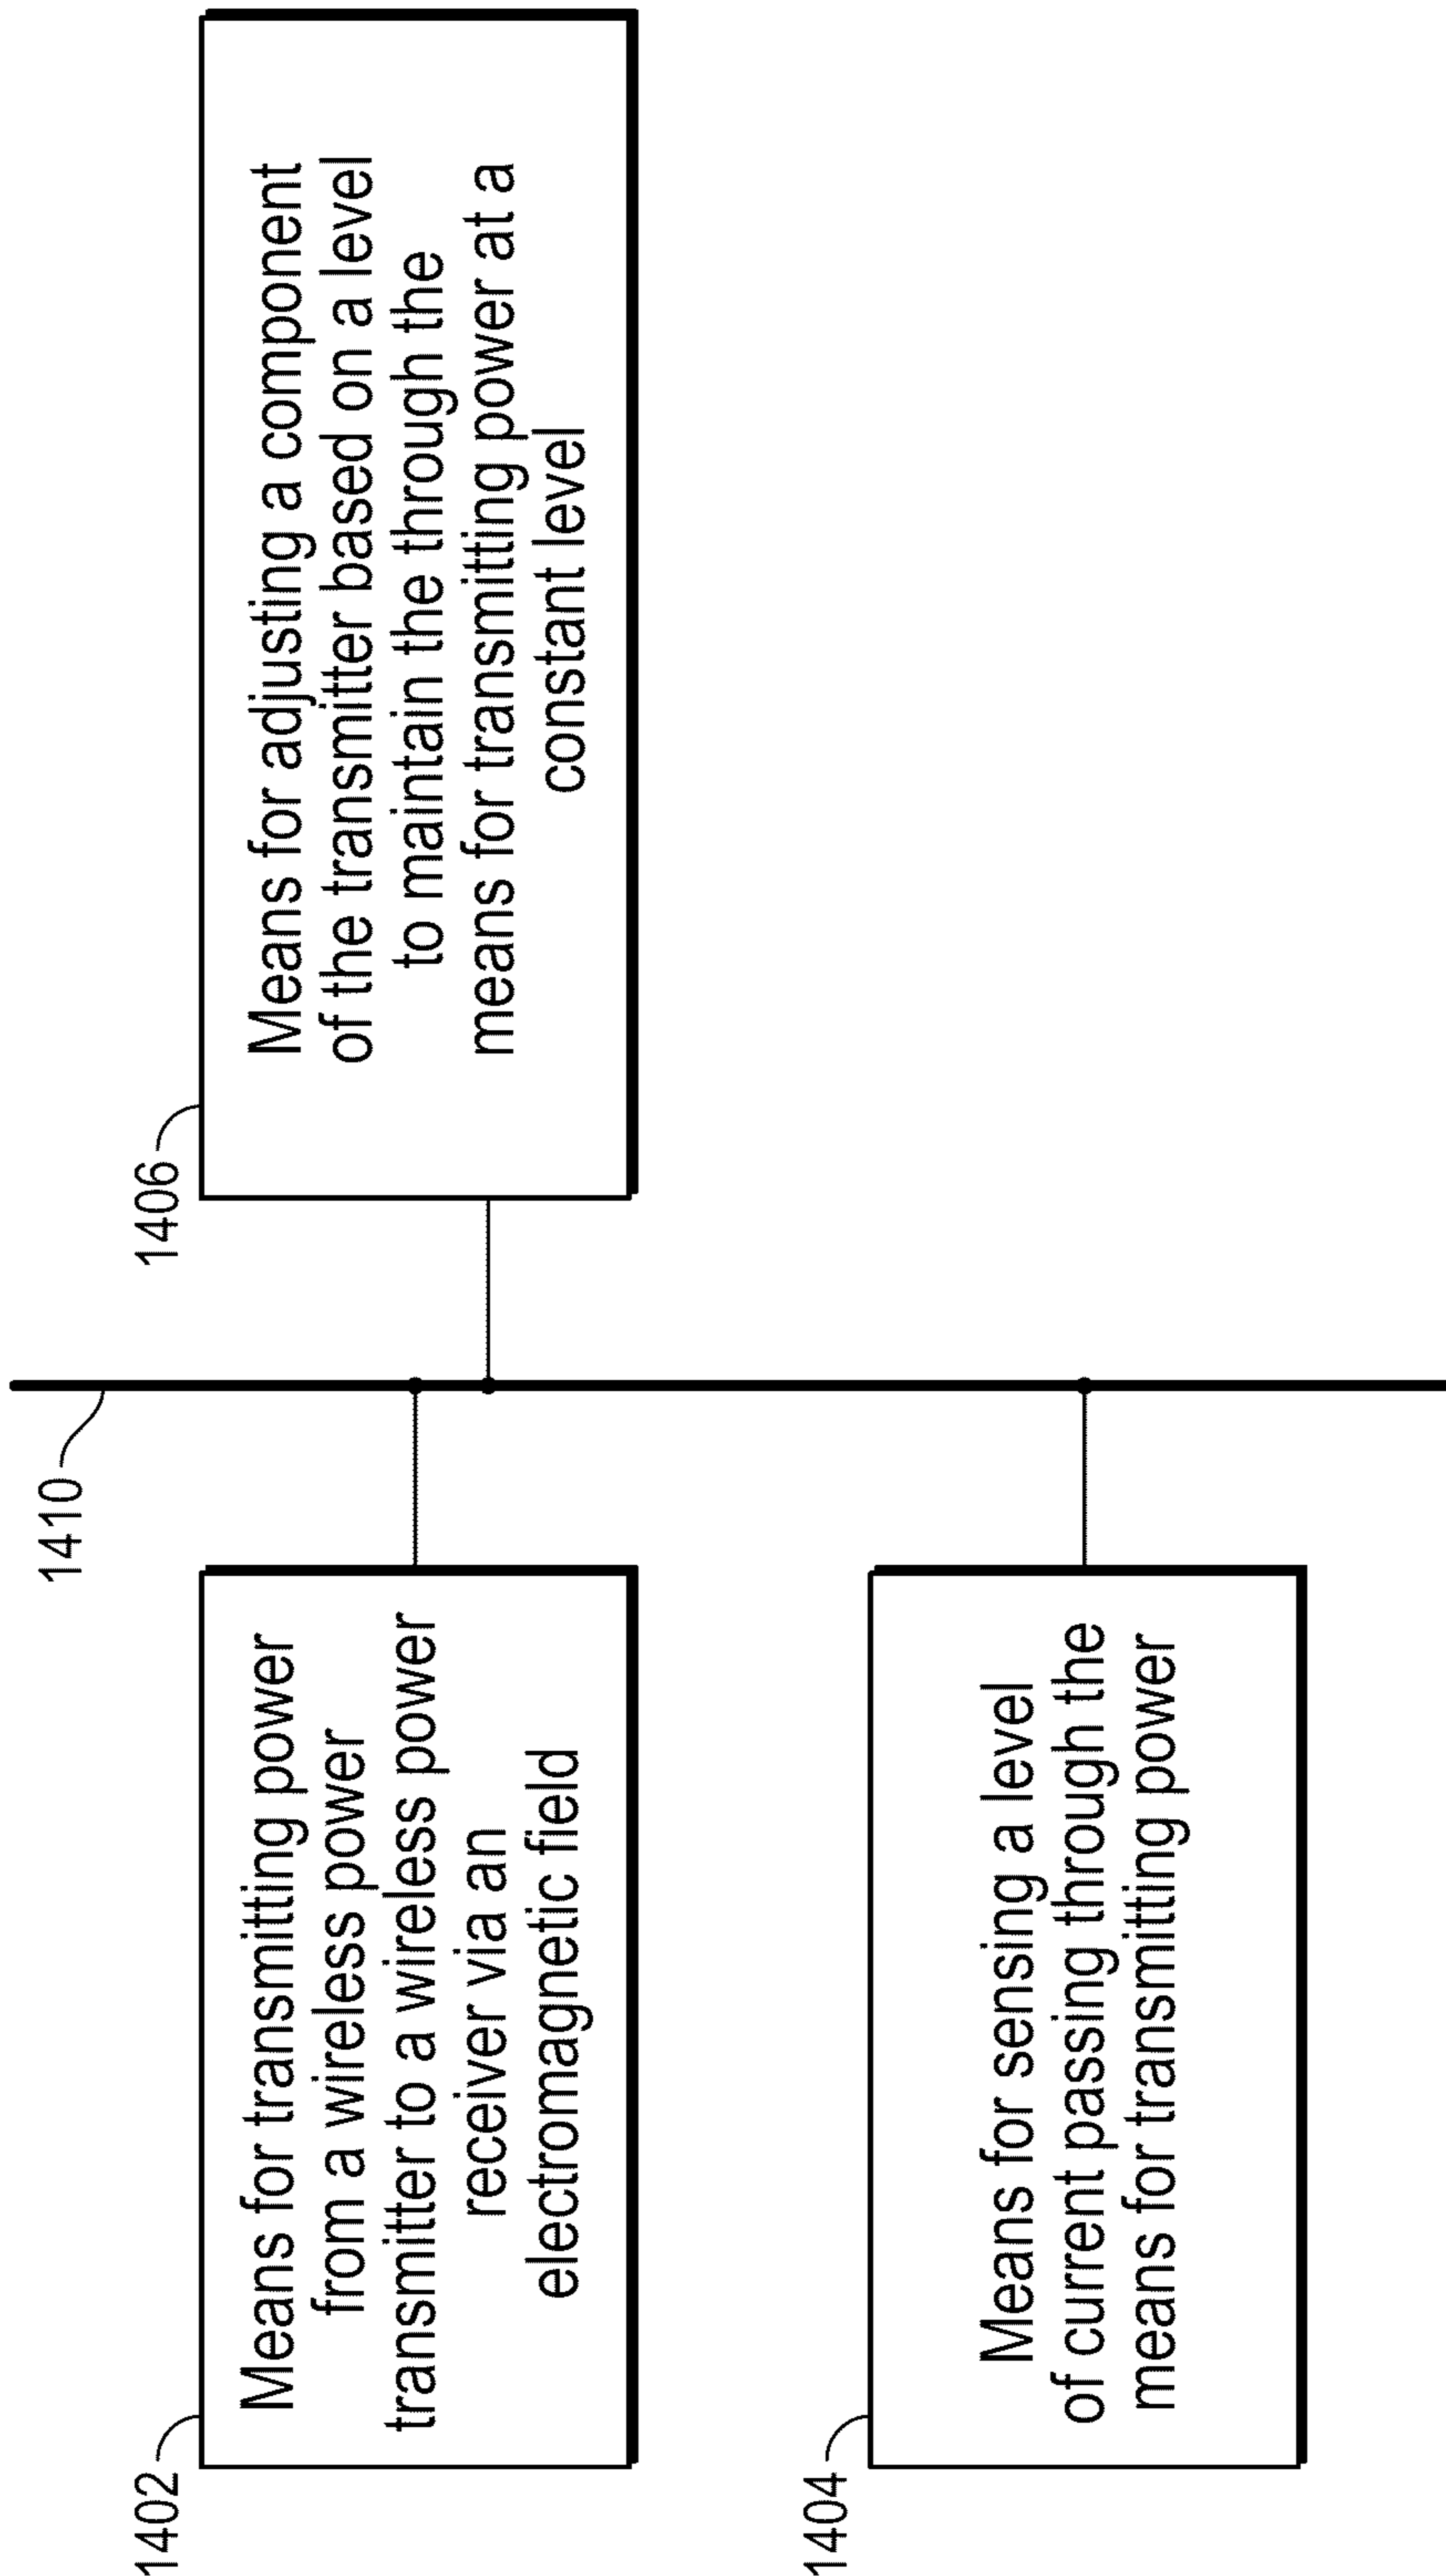 1402
Means for transmitting power
from a wireless power
transmitter to a wireless power
receiver via an
electromagnetic field
1404
Means for sensing a level
of current passing through the
means for transmitting power
1410
1406
Means for adjusting a component
of the transmitter based on a level
to maintain the through the
means for transmitting power at a
constant level